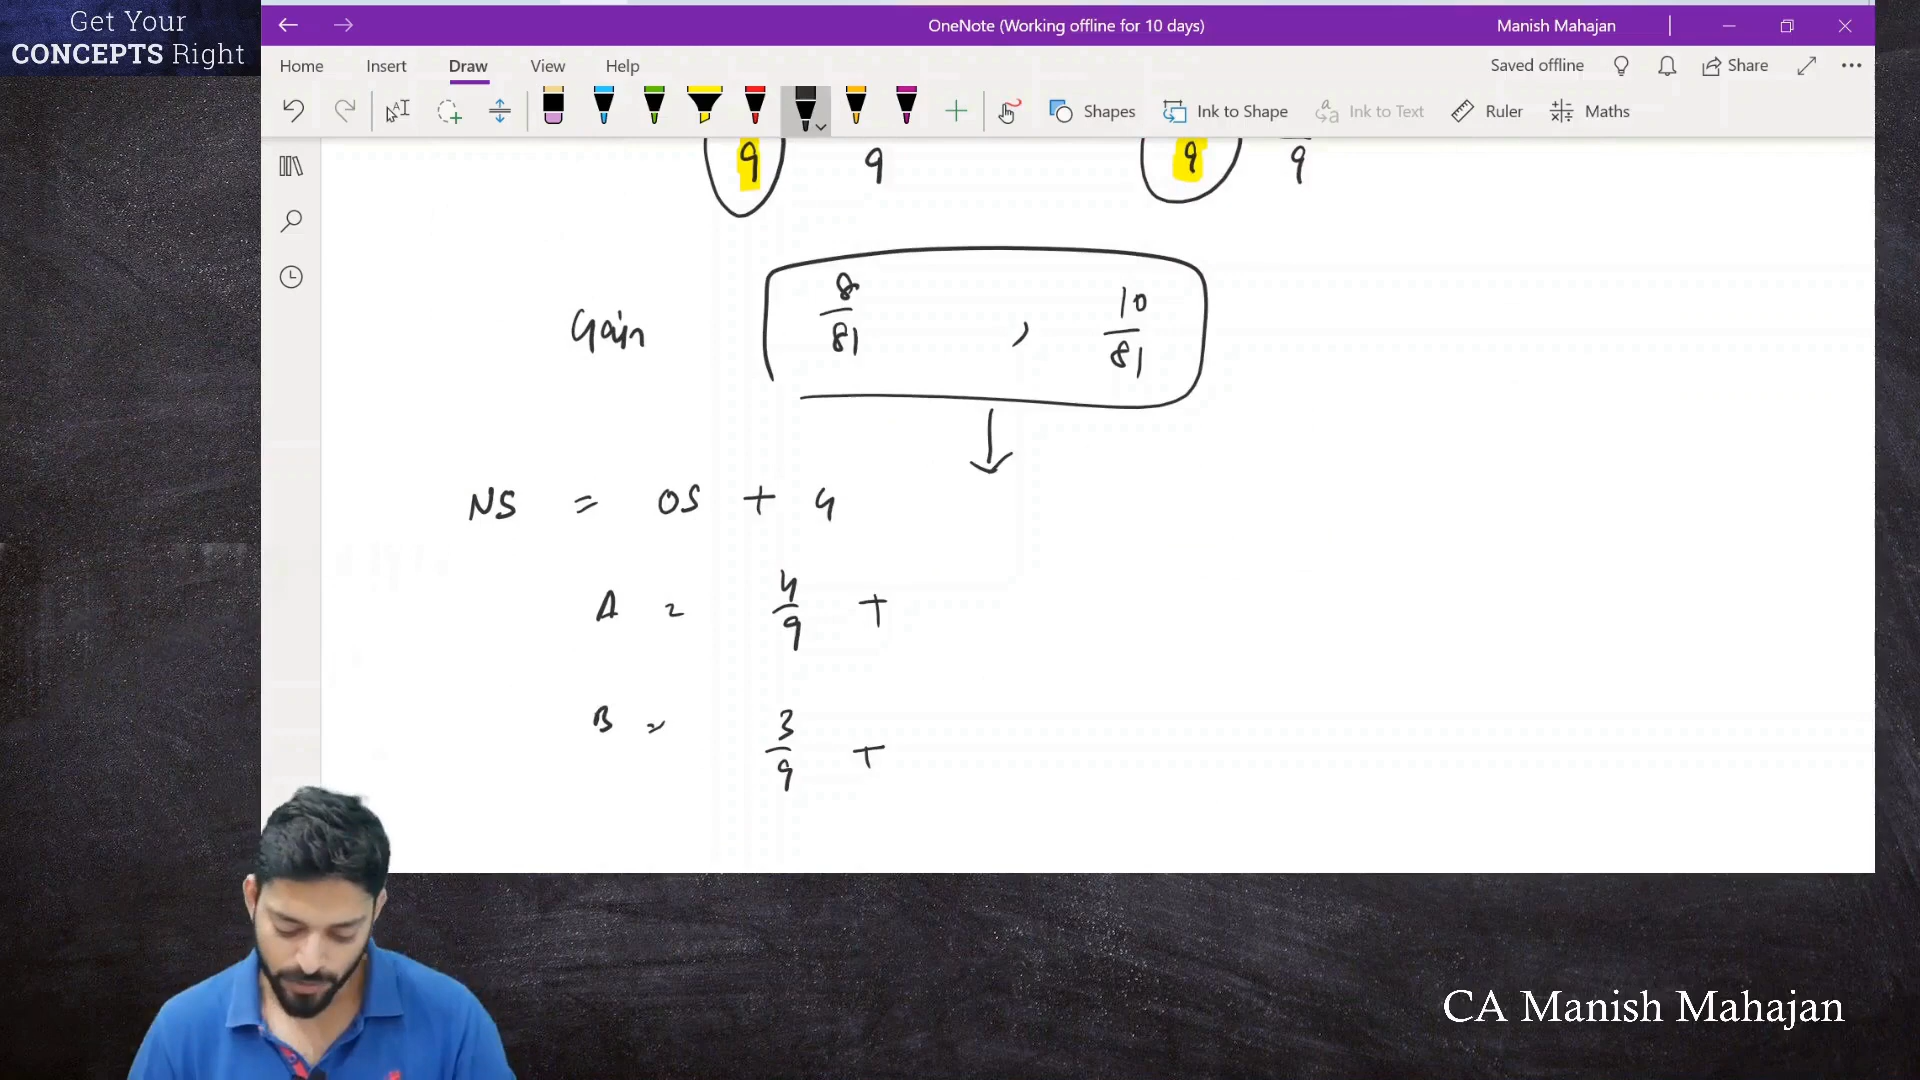 Get Your
CONCEPTS Right
OneNote (Working offline for 10 days)
Manish Mahajan
Home Insert Draw View Help
Saved offline Share
Shapes Ink to Shape Ink to Text Ruler Maths
9 9 9 9
Gain 8/81 , 10/81
NS = OS + G
A = 4/9 +
B = 3/9 +
CA Manish Mahajan